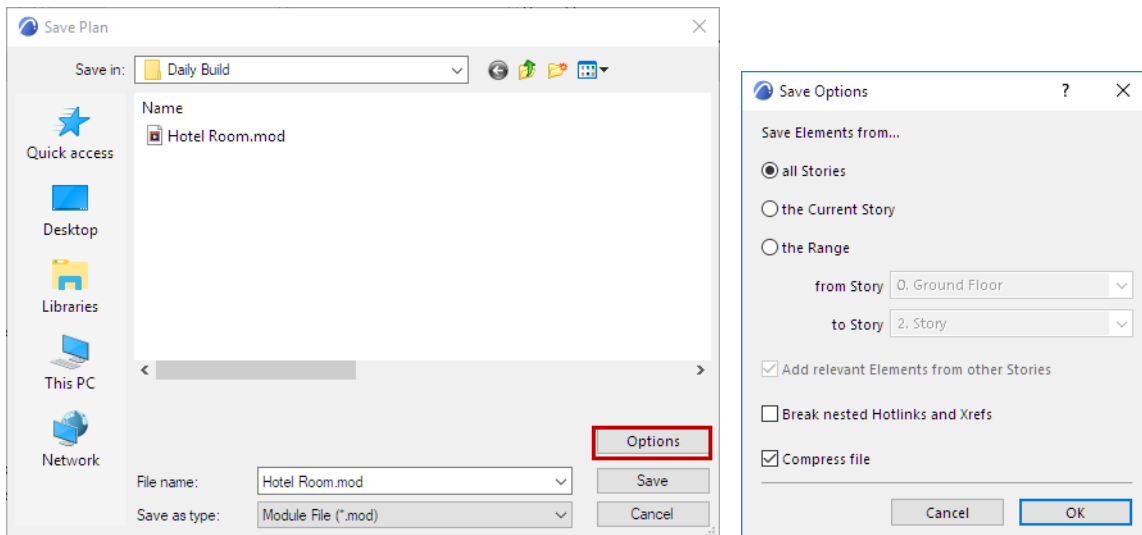 Save Plan
Save in: Daily Build
Name
Hotel Room.mod
Quick access
Desktop
Libraries
This PC
Network
Options
File name: Hotel Room.mod Save
Save as type: Module File (*.mod) Cancel
Save Options ?
Save Elements from...
all Stories
the Current Story
the Range
from Story 0. Ground Floor
to Story 2. Story
Add relevant Elements from other Stories
Break nested Hotlinks and Xrefs
Compress file
Cancel OK